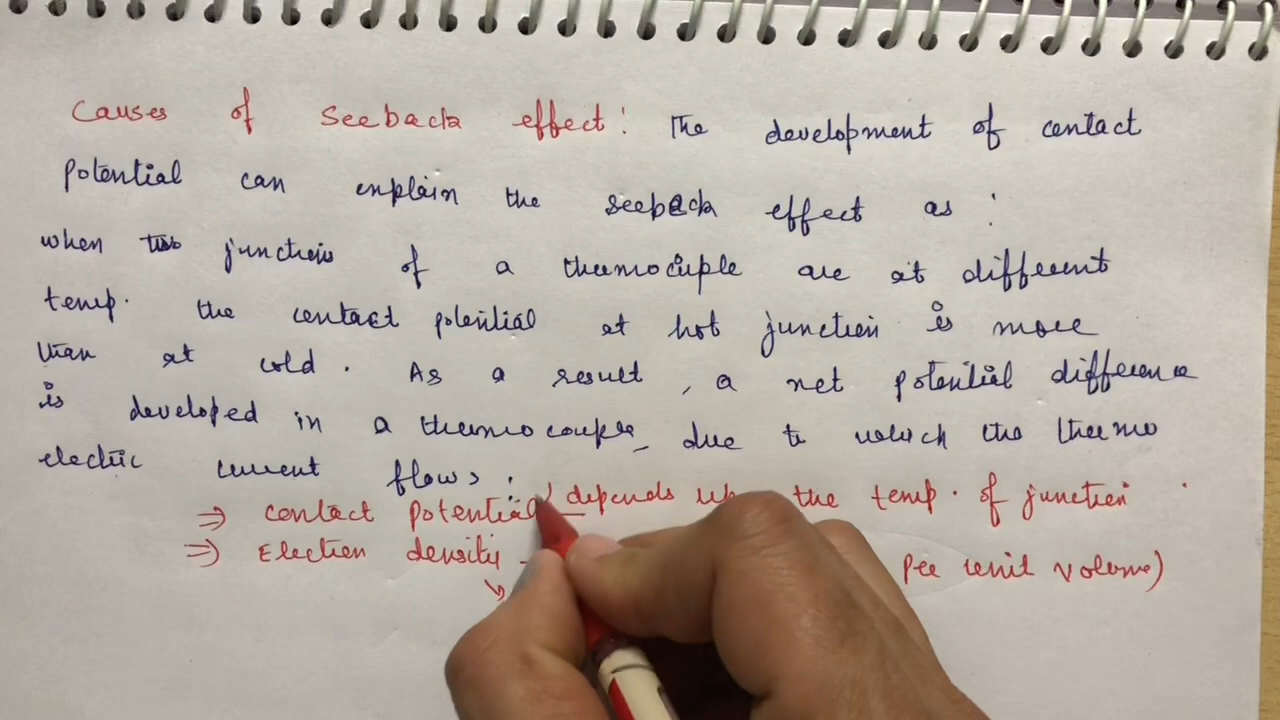 Causes of Seeback effect : The development of contact
potential can explain the seeback effect as :
when two junction of a thermocouple are at different
temp. the contact potential at hot junction is more
than at cold . As a result , a net potential difference
is developed in a thermocouple, due to which the thermo
electric current flows :
⇒ contact potential depends the temp. of junction .
⇒ Electron density per unit volume)